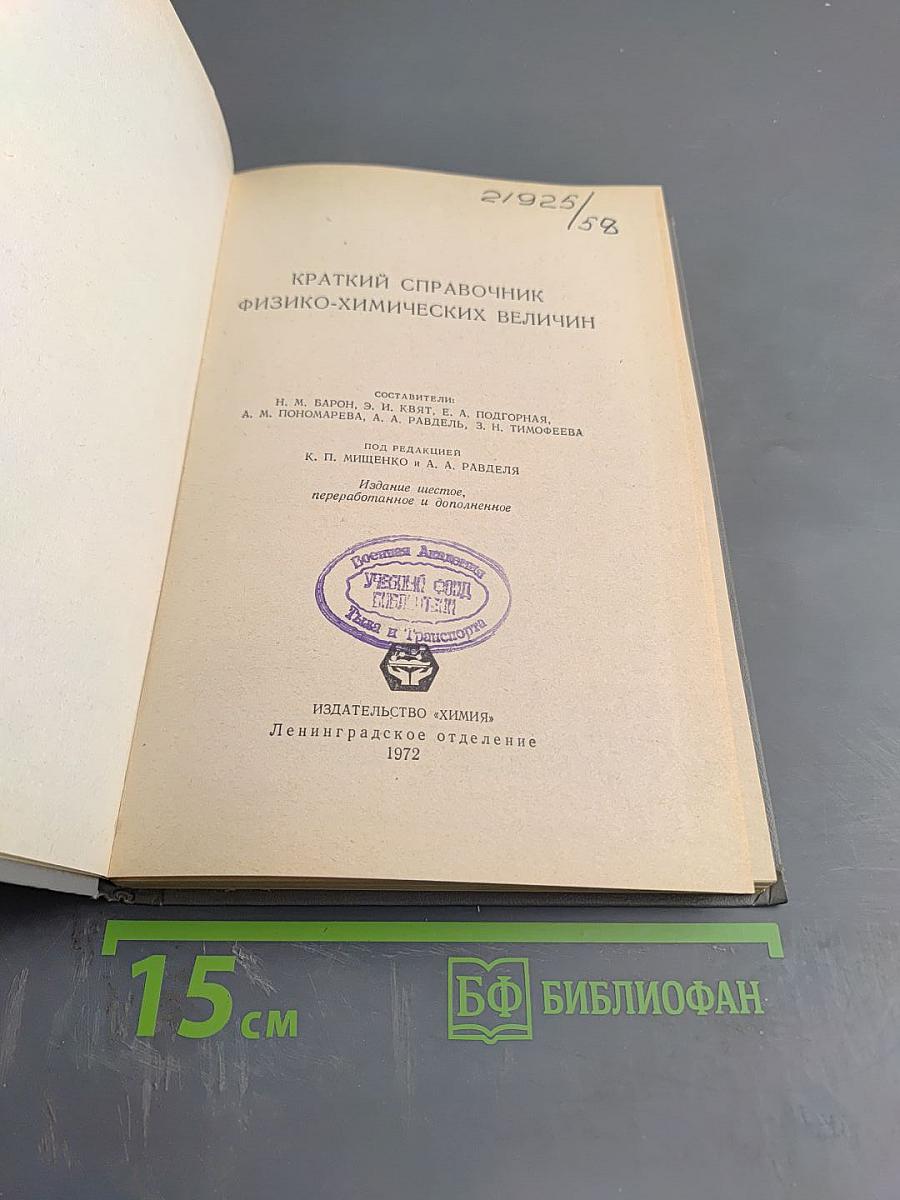 21925/58
КРАТКИЙ СПРАВОЧНИК
ФИЗИКО-ХИМИЧЕСКИХ ВЕЛИЧИН
СОСТАВИТЕЛИ:
Н. М. БАРОН, Э. И. КВЯТ, Е. А. ПОДГОРНАЯ,
А. М. ПОНОМАРЕВА, А. А. РАВДЕЛЬ, З. Н. ТИМОФЕЕВА
ПОД РЕДАКЦИЕЙ
К. П. МИЩЕНКО и А. А. РАВДЕЛЯ
Издание шестое,
переработанное и дополненное
Военная Академия
УЧЕБНЫЙ ФОНД
БИБЛИОТЕКИ
Тыла и Транспорта
ИЗДАТЕЛЬСТВО «ХИМИЯ»
Ленинградское отделение
1972
15 см
БФ БИБЛИОФАН